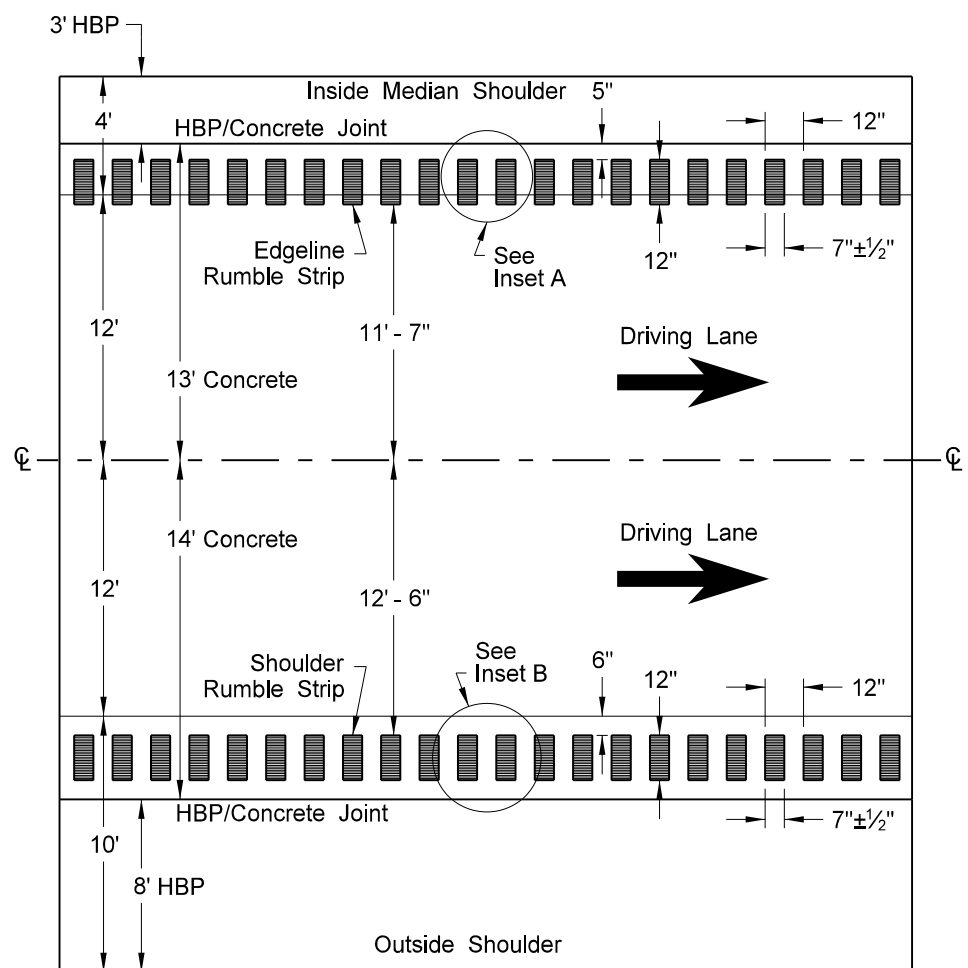 3' HBP
Inside Median Shoulder
5"
4'
HBP/Concrete Joint
12"
Edgeline
Rumble Strip
See
Inset A
12"
7"±½"
12'
11' - 7"
Driving Lane
13' Concrete
℄
℄
14' Concrete
Driving Lane
12'
12' - 6"
Shoulder
Rumble Strip
See
Inset B
6"
12"
12"
HBP/Concrete Joint
7"±½"
10'
8' HBP
Outside Shoulder